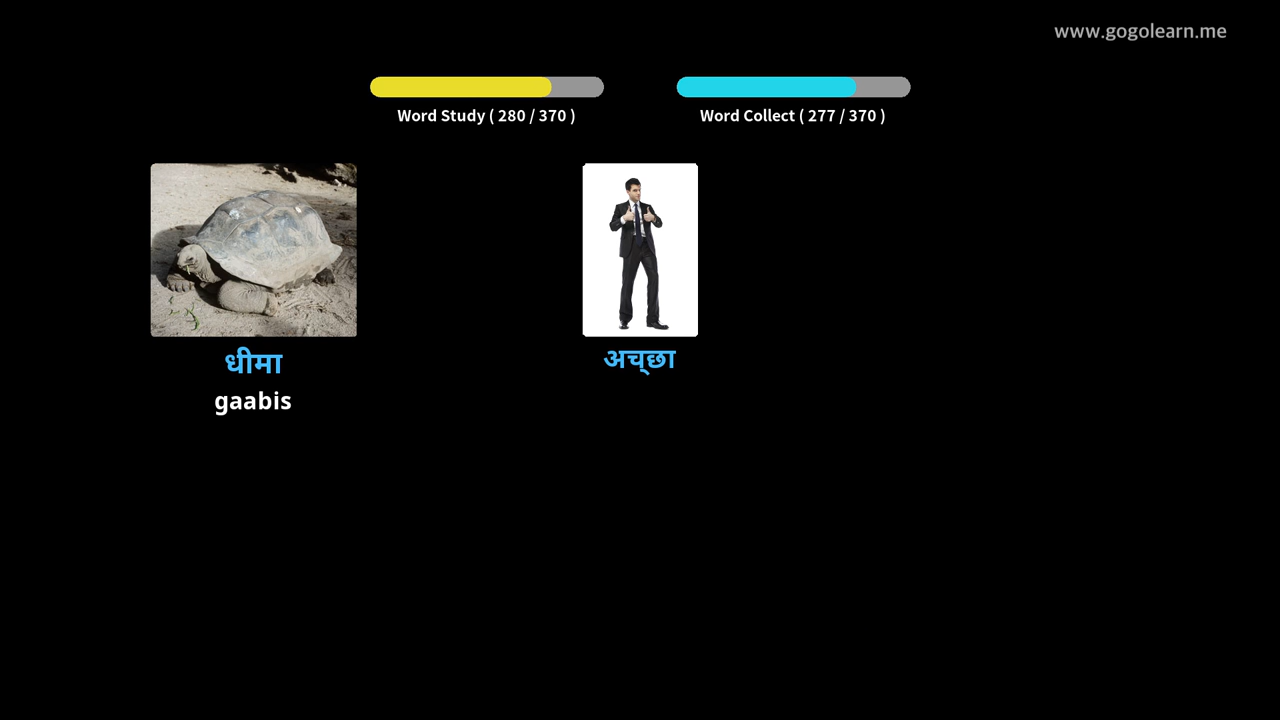 www.gogolearn.me
Word Study ( 280 / 370 )
Word Collect ( 277 / 370 )
धीमा
अच्छा
gaabis